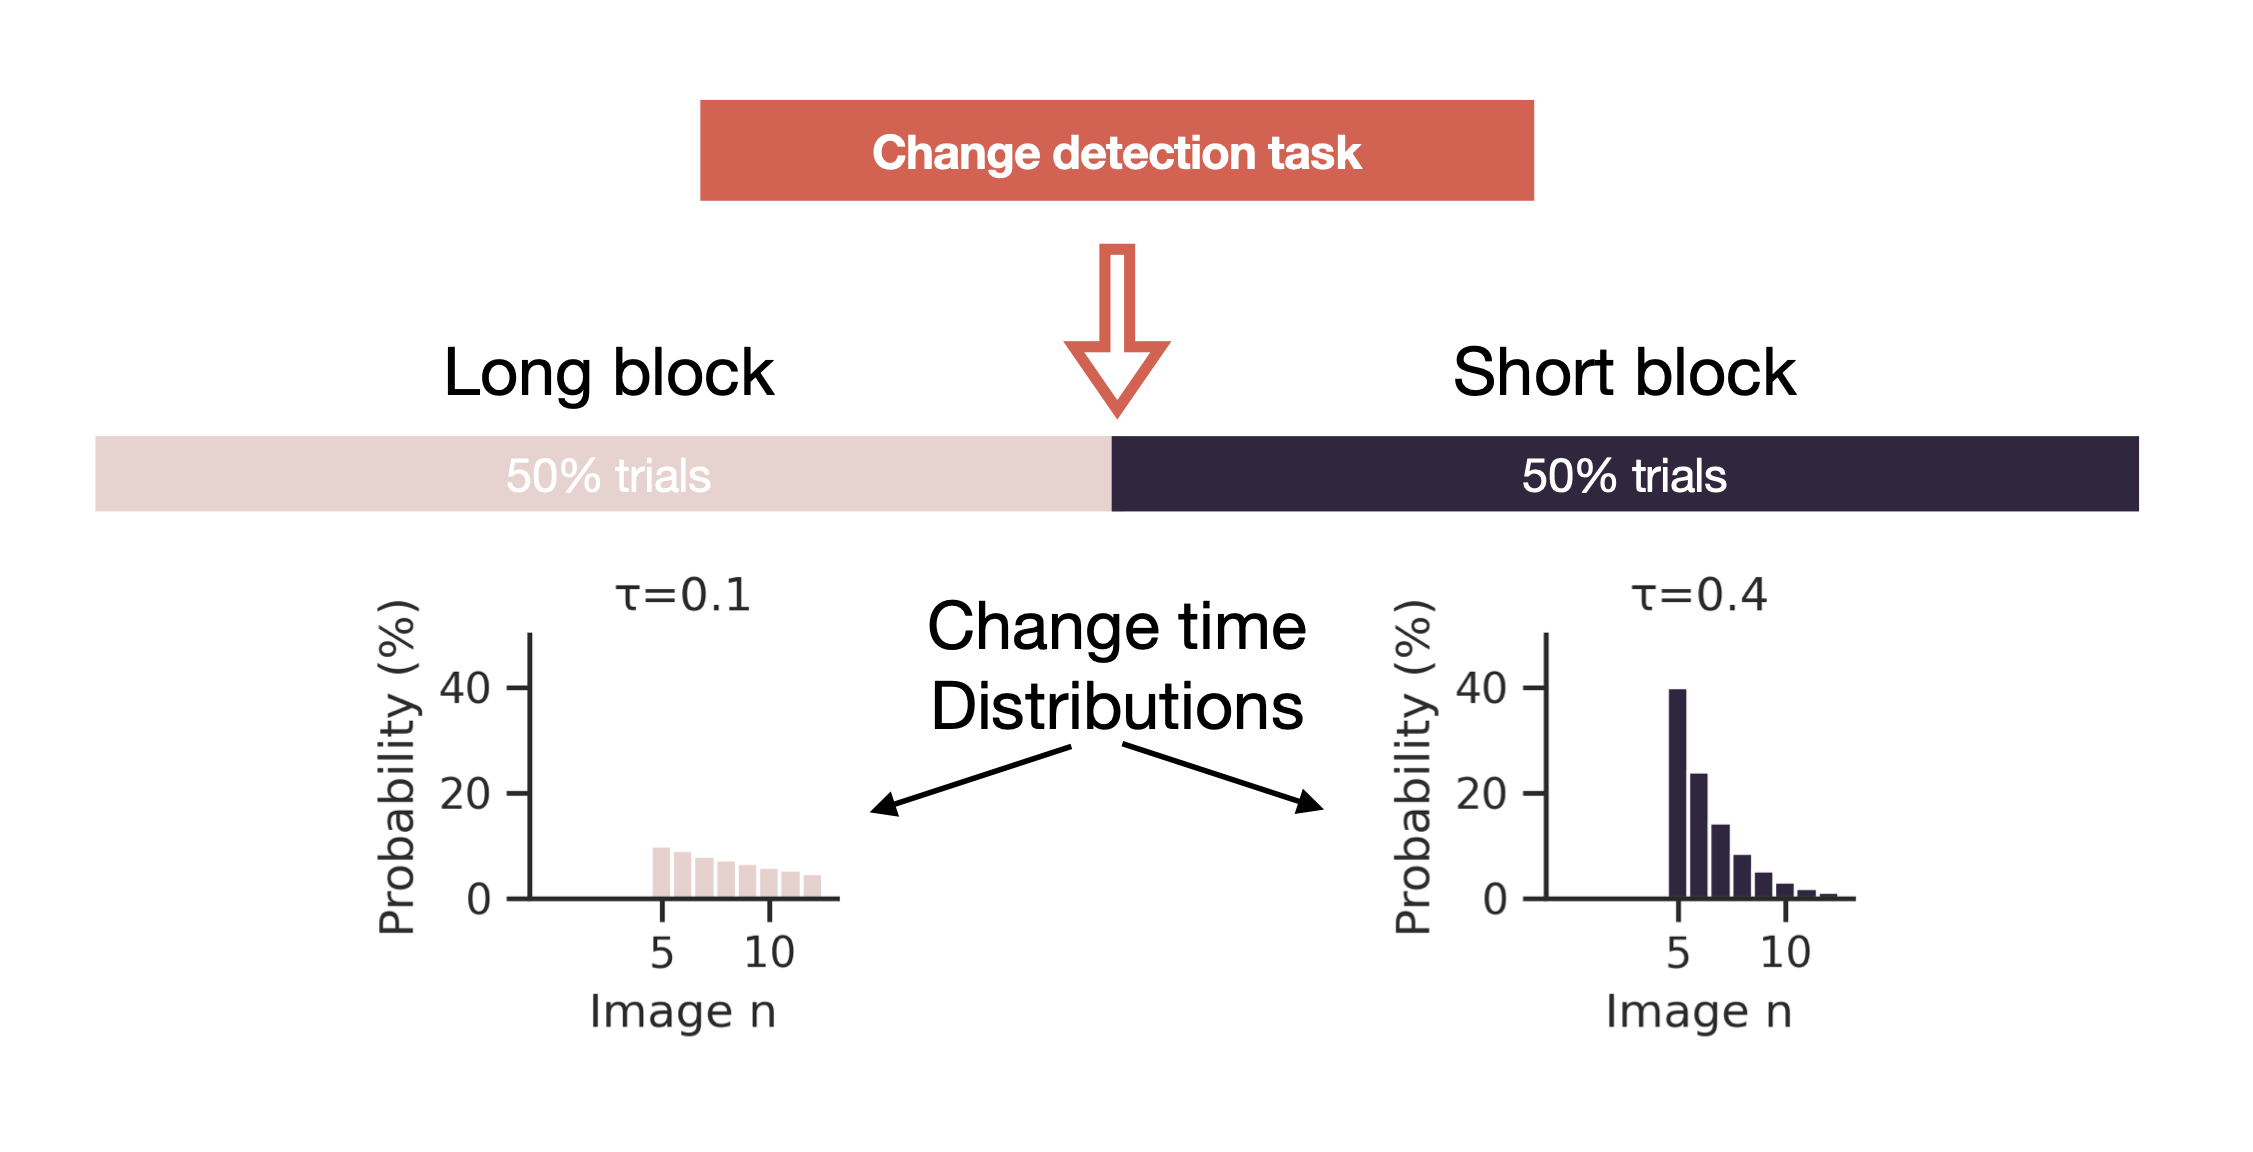 Change detection task
Long block
Short block
50% trials
50% trials
τ=0.1
Probability (%)
40
20
0
5
10
Image n
Change time
Distributions
τ=0.4
Probability (%)
40
20
0
5
10
Image n